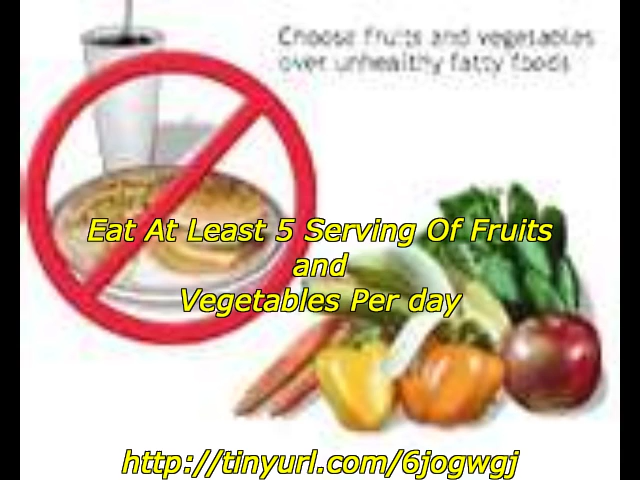 Choose fruits and vegetables
over unhealthy fatty foods
Eat At Least 5 Serving Of Fruits
and
Vegetables Per day
http://tinyurl.com/6jogwgj